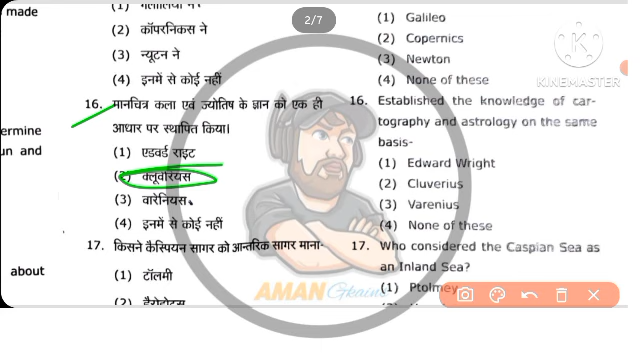 made
ermine
un and
about
2/7
(2) कॉपरनिकस ने
(3) न्यूटन ने
(4) इनमें से कोई नहीं
16. मानचित्र कला एवं ज्योतिष के ज्ञान को एक ही
आधार पर स्थापित किया।
(1) एडवर्ड राइट
(2) क्लूवेरियस
(3) वारेनियस
(4) इनमें से कोई नहीं
17. किसने कैस्पियन सागर को आन्तरिक सागर माना-
(1) टॉलमी
(2) हैरोडोटस
(1) Galileo
(2) Copernics
(3) Newton
(4) None of these
16. Established the knowledge of car-
tography and astrology on the same
basis-
(1) Edward Wright
(2) Cluverius
(3) Varenius
(4) None of these
17. Who considered the Caspian Sea as
an Inland Sea?
(1) Ptolmey
KINEMASTER
AMAN